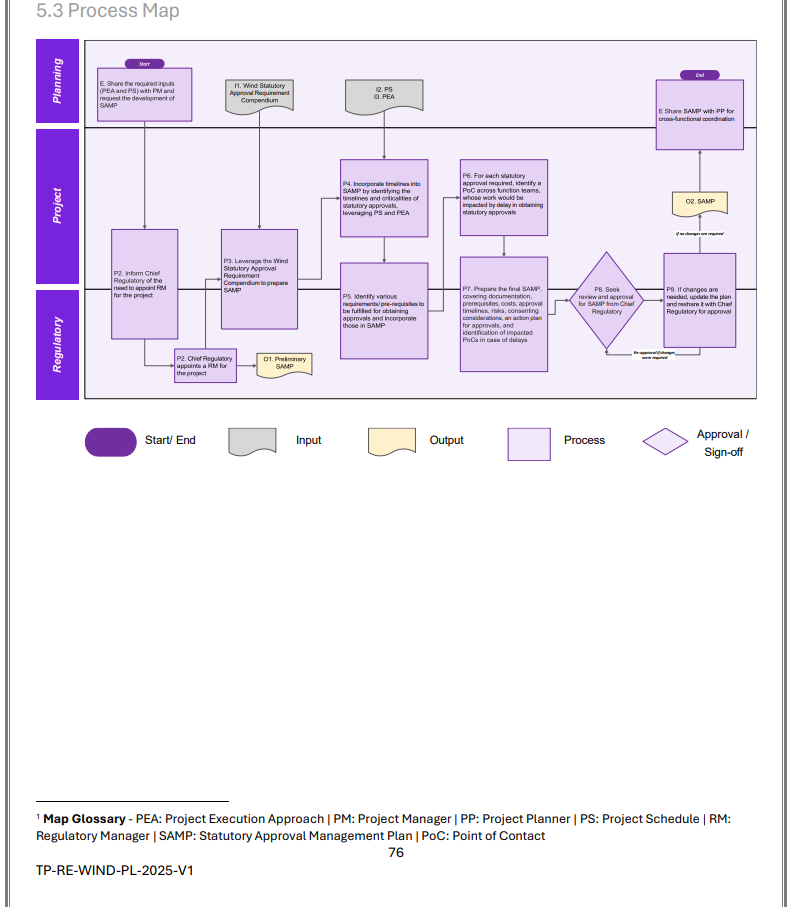 5.3 Process Map
Planning
Start
E. Share the required inputs
(PEA and PS) with PM and
request the development of
SAMP
I1. Wind Statutory
Approval Requirement
Compendium
I2. PS
I3. PEA
End
E Share SAMP with PP for
cross-functional coordination
Project
P2. Inform Chief
Regulatory of the
need to appoint RM
for the project
P3. Leverage the Wind
Statutory Approval
Requirement
Compendium to prepare
SAMP
P4. Incorporate timelines into
SAMP by identifying the
timelines and criticalities of
statutory approvals,
leveraging PS and PEA
P6. For each statutory
approval required, identify a
PoC across function teams,
whose work would be
impacted by delay in obtaining
statutory approvals
O2. SAMP
If no changes are required
Regulatory
P2. Chief Regulatory
appoints a RM for
the project
O1. Preliminary
SAMP
P5. Identify various
requirements/ pre-requisites to
be fulfilled for obtaining
approvals and incorporate
those in SAMP
P7. Prepare the final SAMP,
covering documentation,
prerequisites, costs, approval
timelines, risks, consenting
considerations, an action plan
for approvals, and
identification of impacted
PoCs in case of delays
P8. Seek
review and approval
for SAMP from Chief
Regulatory
P9. If changes are
needed, update the plan
and reshare it with Chief
Regulatory for approval
Re-approval if changes
were required
Start/ End
Input
Output
Process
Approval /
Sign-off
1 Map Glossary - PEA: Project Execution Approach | PM: Project Manager | PP: Project Planner | PS: Project Schedule | RM:
Regulatory Manager | SAMP: Statutory Approval Management Plan | PoC: Point of Contact
76
TP-RE-WIND-PL-2025-V1